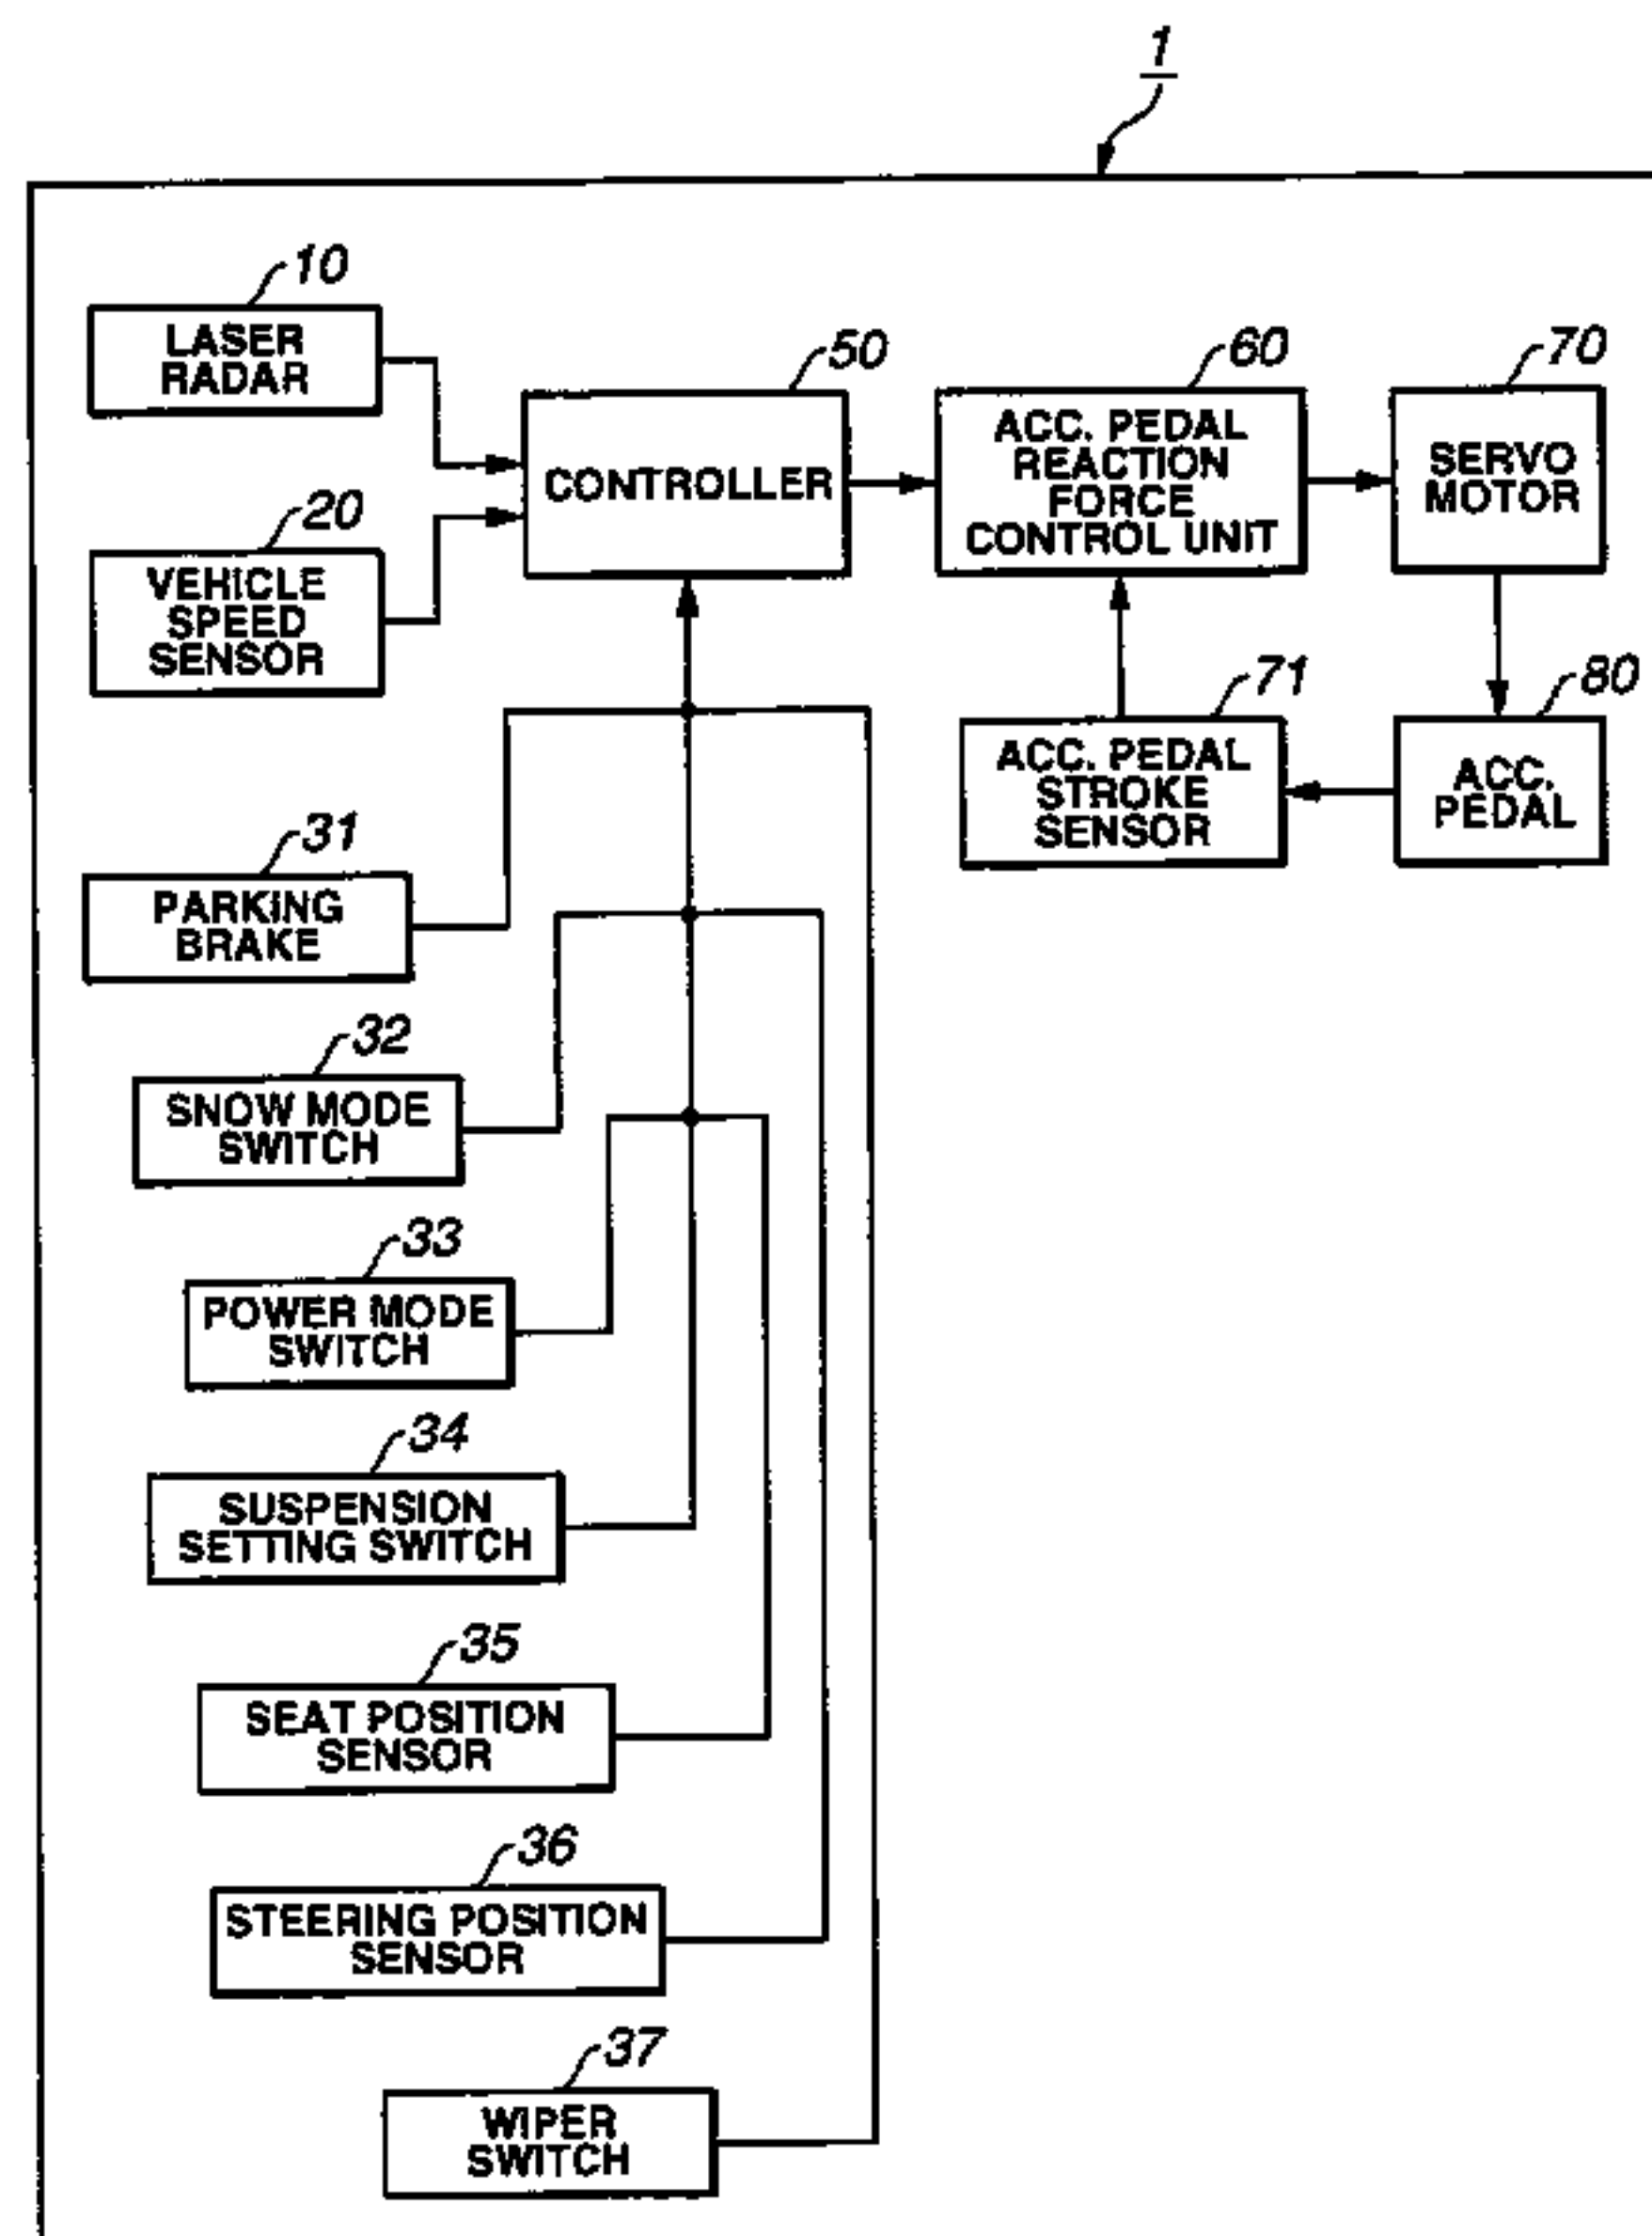 1
10
LASER
RADAR
20
VEHICLE
SPEED
SENSOR
50
CONTROLLER
60
ACC. PEDAL
REACTION
FORCE
CONTROL UNIT
70
SERVO
MOTOR
71
ACC. PEDAL
STROKE
SENSOR
80
ACC.
PEDAL
31
PARKING
BRAKE
32
SNOW MODE
SWITCH
33
POWER MODE
SWITCH
34
SUSPENSION
SETTING SWITCH
35
SEAT POSITION
SENSOR
36
STEERING POSITION
SENSOR
37
WIPER
SWITCH